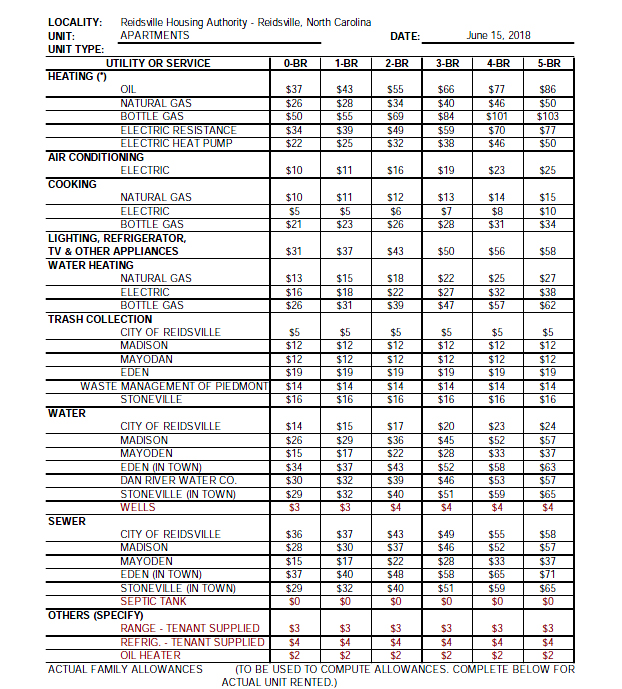 LOCALITY: Reidsville Housing Authority - Reidsville, North Carolina
UNIT: APARTMENTS DATE: June 15, 2018
UNIT TYPE:
UTILITY OR SERVICE 0-BR 1-BR 2-BR 3-BR 4-BR 5-BR
HEATING (*)
OIL $37 $43 $55 $66 $77 $86
NATURAL GAS $26 $28 $34 $40 $46 $50
BOTTLE GAS $50 $55 $69 $84 $101 $103
ELECTRIC RESISTANCE $34 $39 $49 $59 $70 $77
ELECTRIC HEAT PUMP $22 $25 $32 $38 $46 $50
AIR CONDITIONING
ELECTRIC $10 $11 $16 $19 $23 $25
COOKING
NATURAL GAS $10 $11 $12 $13 $14 $15
ELECTRIC $5 $5 $6 $7 $8 $10
BOTTLE GAS $21 $23 $26 $28 $31 $34
LIGHTING, REFRIGERATOR,
TV & OTHER APPLIANCES $31 $37 $43 $50 $56 $58
WATER HEATING
NATURAL GAS $13 $15 $18 $22 $25 $27
ELECTRIC $16 $18 $22 $27 $32 $38
BOTTLE GAS $26 $31 $39 $47 $57 $62
TRASH COLLECTION
CITY OF REIDSVILLE $5 $5 $5 $5 $5 $5
MADISON $12 $12 $12 $12 $12 $12
MAYODAN $12 $12 $12 $12 $12 $12
EDEN $19 $19 $19 $19 $19 $19
WASTE MANAGEMENT OF PIEDMONT $14 $14 $14 $14 $14 $14
STONEVILLE $16 $16 $16 $16 $16 $16
WATER
CITY OF REIDSVILLE $14 $15 $17 $20 $23 $24
MADISON $26 $29 $36 $45 $52 $57
MAYODEN $15 $17 $22 $28 $33 $37
EDEN (IN TOWN) $34 $37 $43 $52 $58 $63
DAN RIVER WATER CO. $30 $32 $39 $46 $53 $57
STONEVILLE (IN TOWN) $29 $32 $40 $51 $59 $65
WELLS $3 $3 $4 $4 $4 $4
SEWER
CITY OF REIDSVILLE $36 $37 $43 $49 $55 $58
MADISON $28 $30 $37 $46 $52 $57
MAYODEN $15 $17 $22 $28 $33 $37
EDEN (IN TOWN) $37 $40 $48 $58 $65 $71
STONEVILLE (IN TOWN) $29 $32 $40 $51 $59 $65
SEPTIC TANK $0 $0 $0 $0 $0 $0
OTHERS (SPECIFY)
RANGE - TENANT SUPPLIED $3 $3 $3 $3 $3 $3
REFRIG. - TENANT SUPPLIED $4 $4 $4 $4 $4 $4
OIL HEATER $2 $2 $2 $2 $2 $2
ACTUAL FAMILY ALLOWANCES (TO BE USED TO COMPUTE ALLOWANCES. COMPLETE BELOW FOR
ACTUAL UNIT RENTED.)